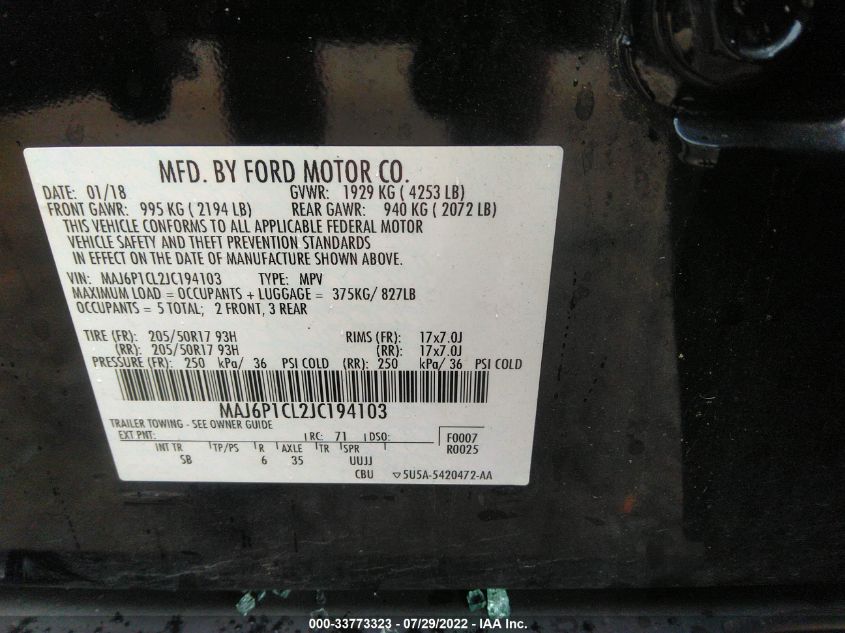 MFD. BY FORD MOTOR CO.
DATE: 01/18 GVWR: 1929 KG ( 4253 LB)
FRONT GAWR: 995 KG ( 2194 LB) REAR GAWR: 940 KG ( 2072 LB)
THIS VEHICLE CONFORMS TO ALL APPLICABLE FEDERAL MOTOR
VEHICLE SAFETY AND THEFT PREVENTION STANDARDS
IN EFFECT ON THE DATE OF MANUFACTURE SHOWN ABOVE.
VIN: MAJ6P1CL2JC194103 TYPE: MPV
MAXIMUM LOAD = OCCUPANTS + LUGGAGE = 375KG/ 827LB
OCCUPANTS = 5 TOTAL; 2 FRONT, 3 REAR
TIRE (FR): 205/50R17 93H RIMS (FR): 17x7.0J
(RR): 205/50R17 93H (RR): 17x7.0J
PRESSURE (FR): 250 kPa/ 36 PSI COLD (RR): 250 kPa/ 36 PSI COLD
MAJ6P1CL2JC194103
TRAILER TOWING - SEE OWNER GUIDE
EXT PNT: RC: 71 DSO: F0007
R0025
INT TR TP/PS R AXLE TR SPR
SB 6 35 UUJJ
CBU ▽5U5A-5420472-AA
000-33773323 - 07/29/2022 - IAA Inc.